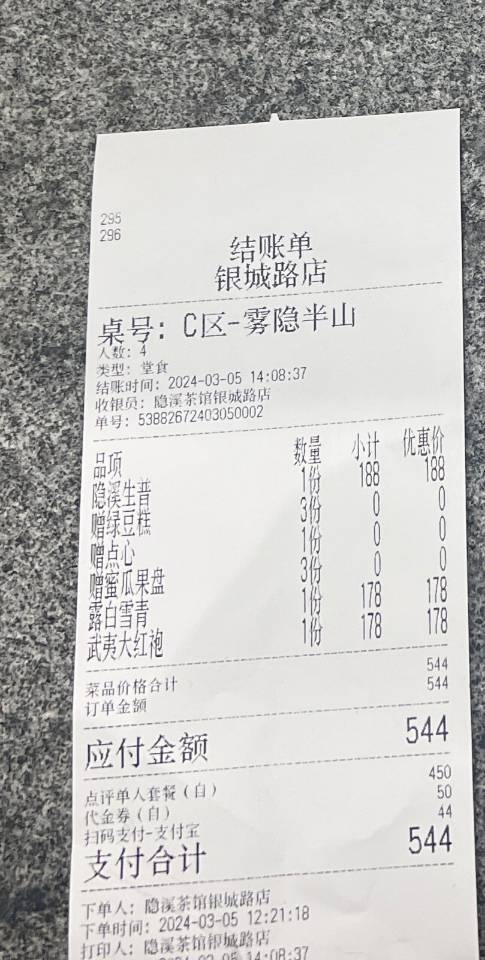 295
296
结账单
银城路店
桌号: C区-雾隐半山
人数: 4
类型: 堂食
结账时间: 2024-03-05 14:08:37
收银员: 隐溪茶馆银城路店
单号: 53882672403050002
品项 数量 小计 优惠价
隐溪生普 1份 188 188
赠绿豆糕 3份 0 0
赠点心 1份 0 0
赠蜜瓜果盘 3份 0 0
露白雪青 1份 178 178
武夷大红袍 1份 178 178
菜品价格合计 544
订单金额 544
应付金额 544
点评单人套餐(自) 450
代金券(自) 50
扫码支付-支付宝 44
支付合计 544
下单人: 隐溪茶馆银城路店
下单时间: 2024-03-05 12:21:18
打印人: 隐溪茶馆银城路店
2024-03-05 14:08:37